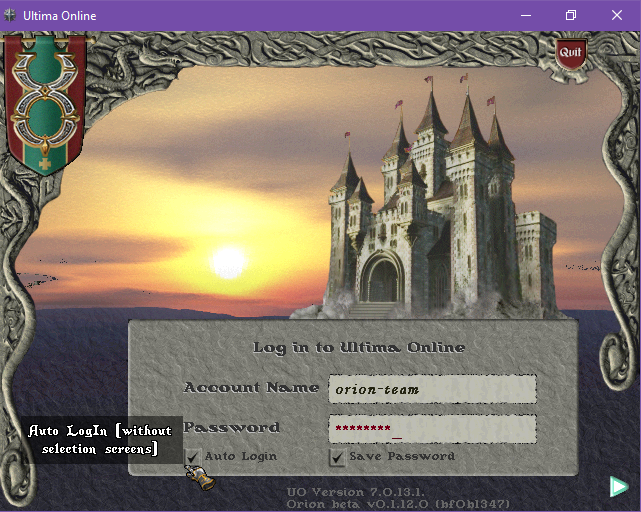 Ultima Online
Quit
Log in to Ultima Online
Account Name
orion-team
Password
********_
Auto LogIn [without
selection screens]
Auto Login
Save Password
UO Version 7.0.13.1.
Orion beta v0.1.12.0 (bf0b1347)